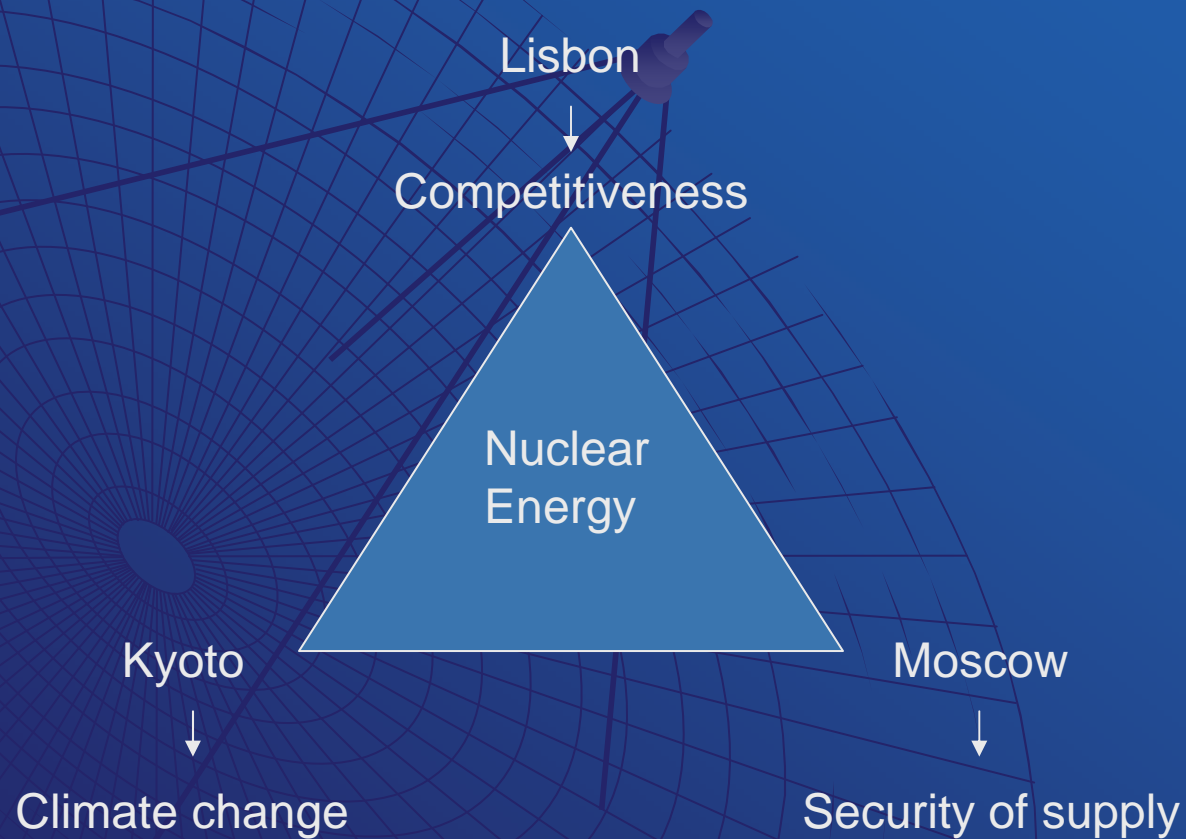 Lisbon
Competitiveness
Nuclear
Energy
Kyoto
Moscow
Climate change
Security of supply